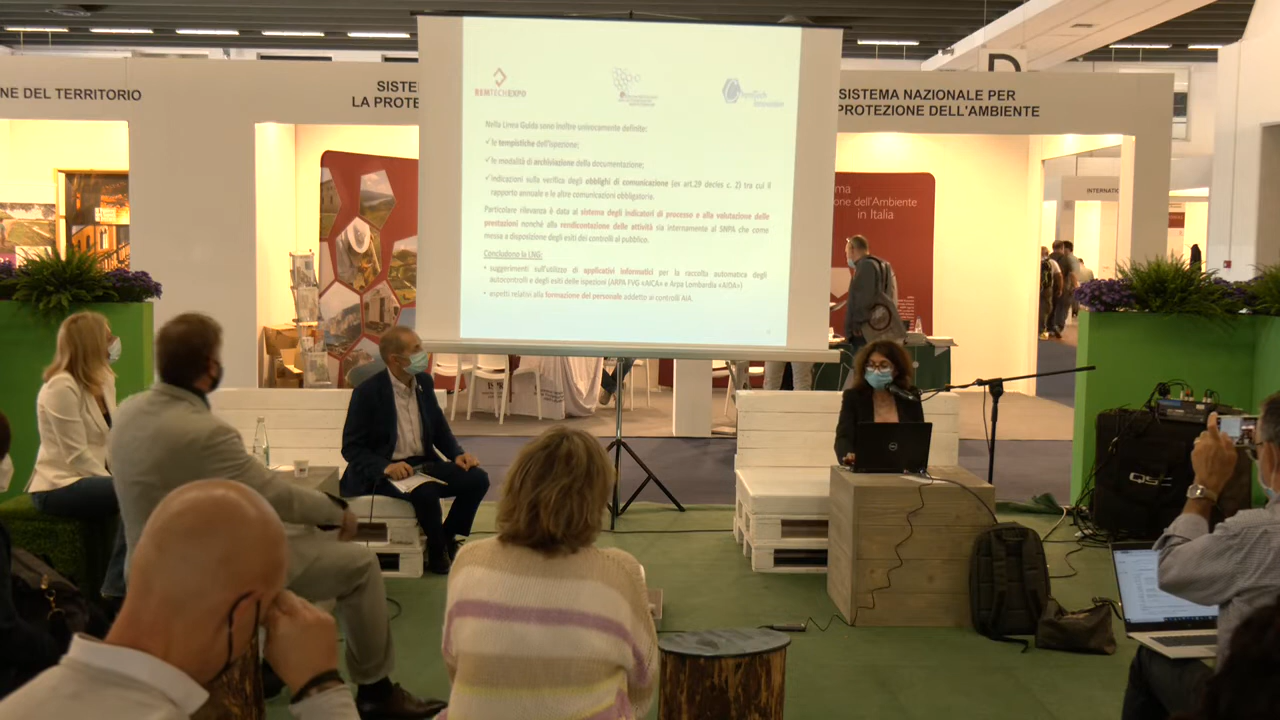 NE DEL TERRITORIO
SISTE
LA PROTE
SISTEMA NAZIONALE PER
PROTEZIONE DELL'AMBIENTE
D
REMTECHEXPO
Nella Linea Guida sono inoltre univocamente definite:
✓ le tempistiche dell'ispezione;
✓ le modalità di archiviazione della documentazione;
✓ indicazioni sulla verifica degli obblighi di comunicazione (ex art.29 decies c. 2) tra cui il
rapporto annuale e le altre comunicazioni obbligatorie.
Particolare rilevanza è data al sistema degli indicatori di processo e alla valutazione delle
prestazioni nonché alla rendicontazione delle attività sia internamente al SNPA che come
messa a disposizione degli esiti dei controlli al pubblico.
Concludono la LNG:
• suggerimenti sull'utilizzo di applicativi informatici per la raccolta automatica degli
autocontrolli e degli esiti delle ispezioni (ARPA FVG «AICA» e Arpa Lombardia «AIDA»)
• aspetti relativi alla formazione del personale addetto ai controlli AIA.
ma
one dell'Ambiente
in Italia
INTERNATI
DELL
QSC